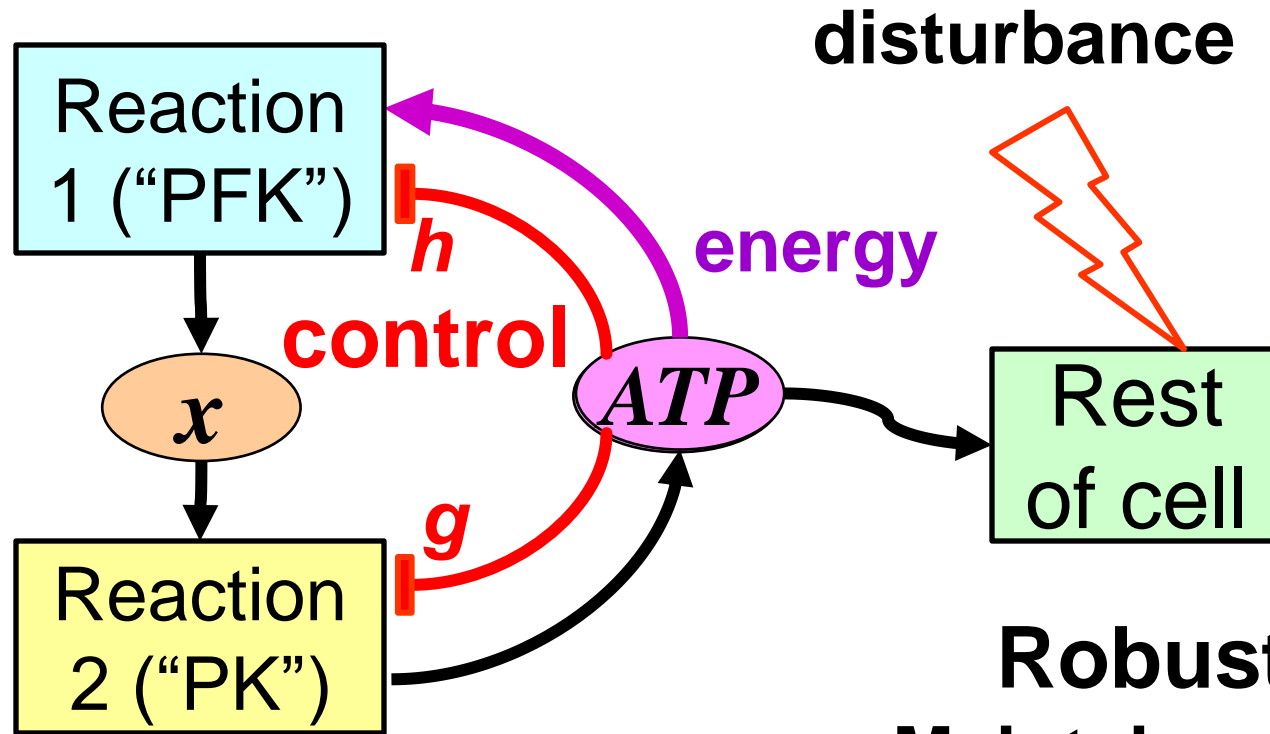 disturbance
Reaction
1 (“PFK”)
h
energy
control
x
ATP
Rest
of cell
g
Reaction
2 (“PK”)
Robust